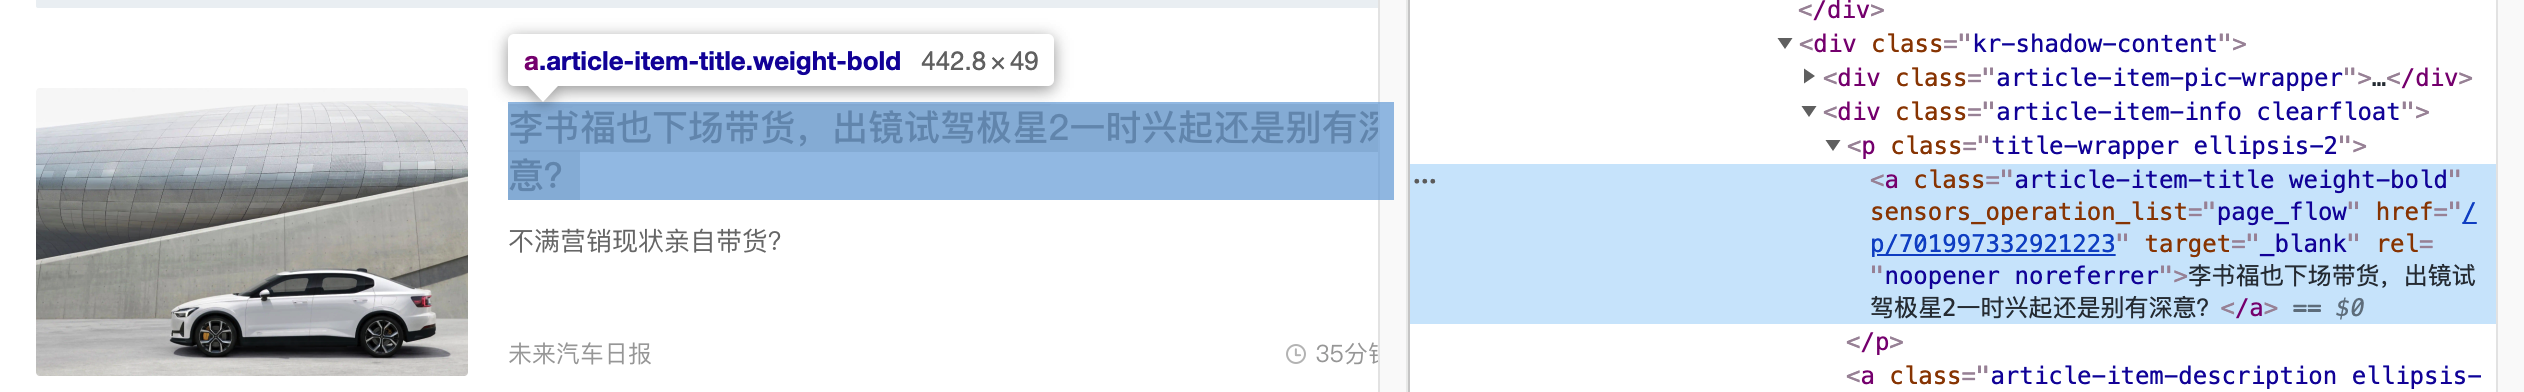 a.article-item-title.weight-bold 442.8 × 49
李书福也下场带货，出镜试驾极星2一时兴起还是别有深
意？
不满营销现状亲自带货？
未来汽车日报
35分
</div>
▼<div class="kr-shadow-content">
▶<div class="article-item-pic-wrapper">…</div>
▼<div class="article-item-info clearfloat">
▼<p class="title-wrapper ellipsis-2">
… <a class="article-item-title weight-bold"
sensors_operation_list="page_flow" href="/
p/701997332921223" target="_blank" rel=
"noopener noreferrer">李书福也下场带货，出镜试
驾极星2一时兴起还是别有深意？</a> == $0
</p>
<a class="article-item-description ellipsis-